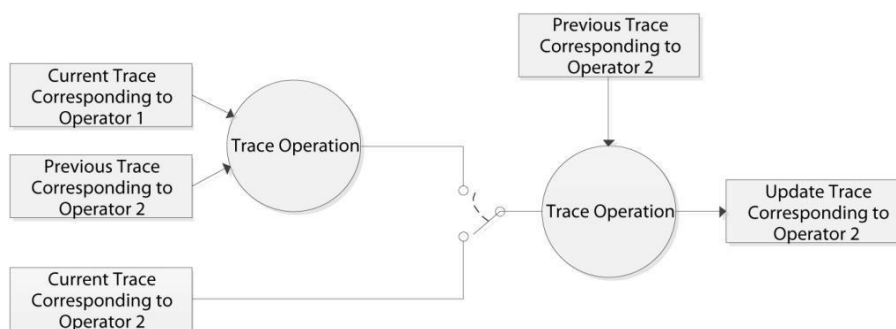 Previous Trace
Corresponding to
Operator 2
Current Trace
Corresponding to
Operator 1
Trace Operation
Previous Trace
Corresponding to
Operator 2
Trace Operation
Update Trace
Corresponding to
Operator 2
Current Trace
Corresponding to
Operator 2